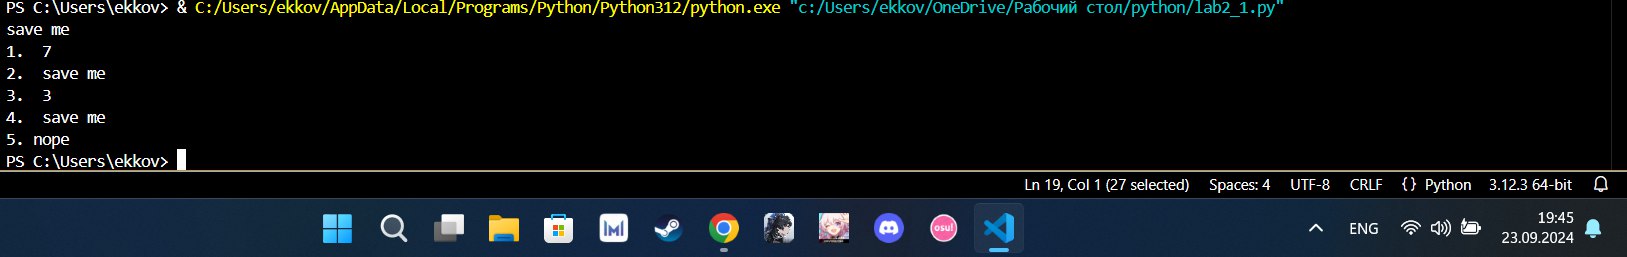 PS C:\Users\ekkov> & C:/Users/ekkov/AppData/Local/Programs/Python/Python312/python.exe "c:/Users/ekkov/OneDrive/Рабочий стол/python/lab2_1.py"
save me
1.  7
2.  save me
3.  3
4.  save me
5. nope
PS C:\Users\ekkov>
Ln 19, Col 1 (27 selected) Spaces: 4 UTF-8 CRLF {} Python 3.12.3 64-bit
osu!
ENG
19:45
23.09.2024